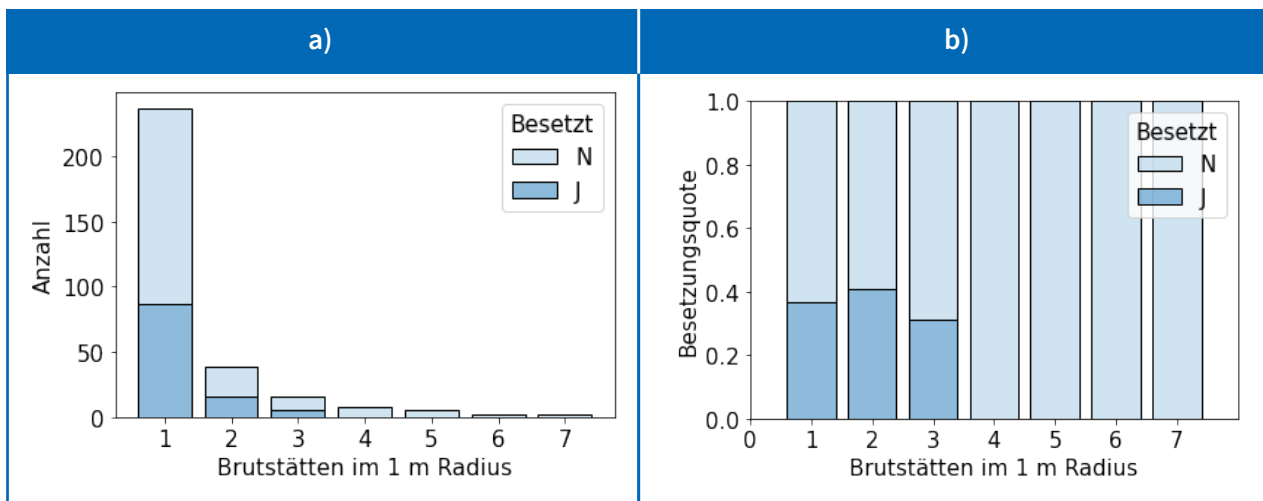 a)
b)
Besetzt
N
J
200
150
100
50
0
Anzahl
1 2 3 4 5 6 7
Brutstätten im 1 m Radius
Besetzt
N
J
1.0
0.8
0.6
0.4
0.2
0.0
Besetzungsquote
0 1 2 3 4 5 6 7
Brutstätten im 1 m Radius